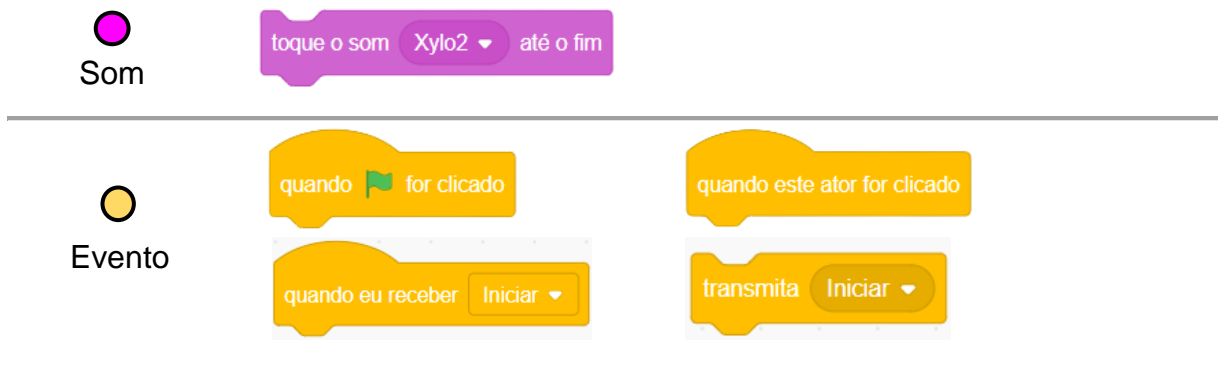 Som
toque o som Xylo2 até o fim
Evento
quando for clicado
quando este ator for clicado
quando eu receber Iniciar
transmita Iniciar